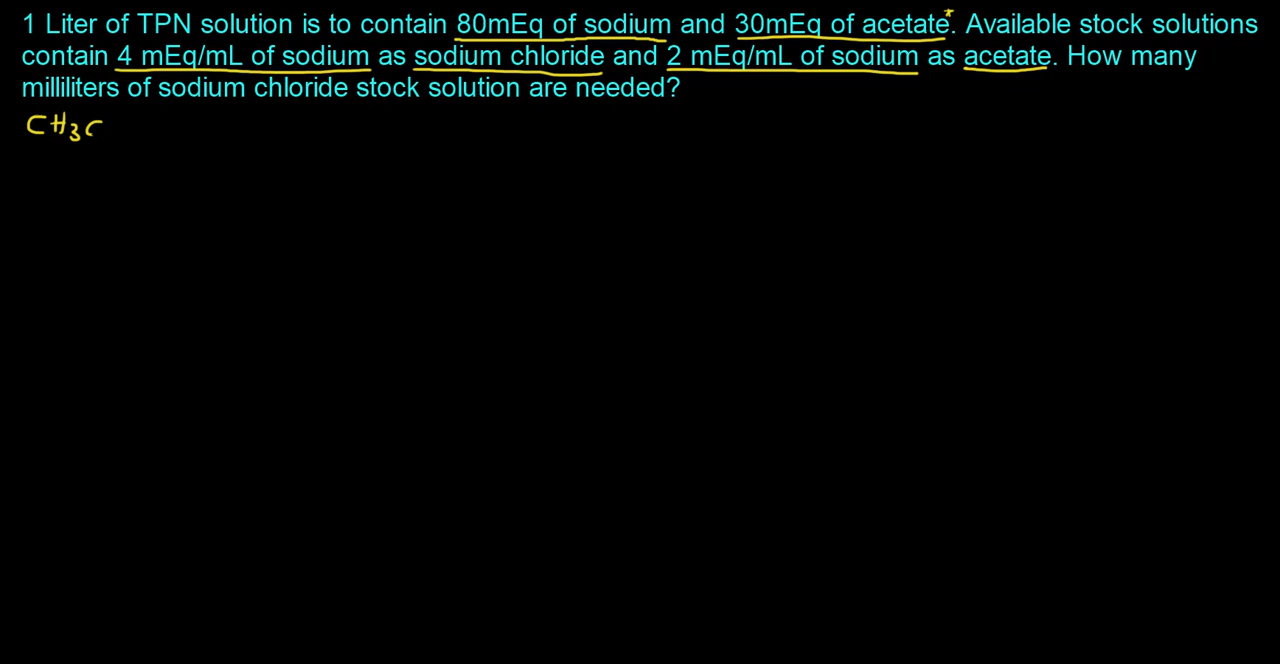 1 Liter of TPN solution is to contain 80mEq of sodium and 30mEq of acetate*. Available stock solutions
contain 4 mEq/mL of sodium as sodium chloride and 2 mEq/mL of sodium as acetate. How many
milliliters of sodium chloride stock solution are needed?
CH₃C